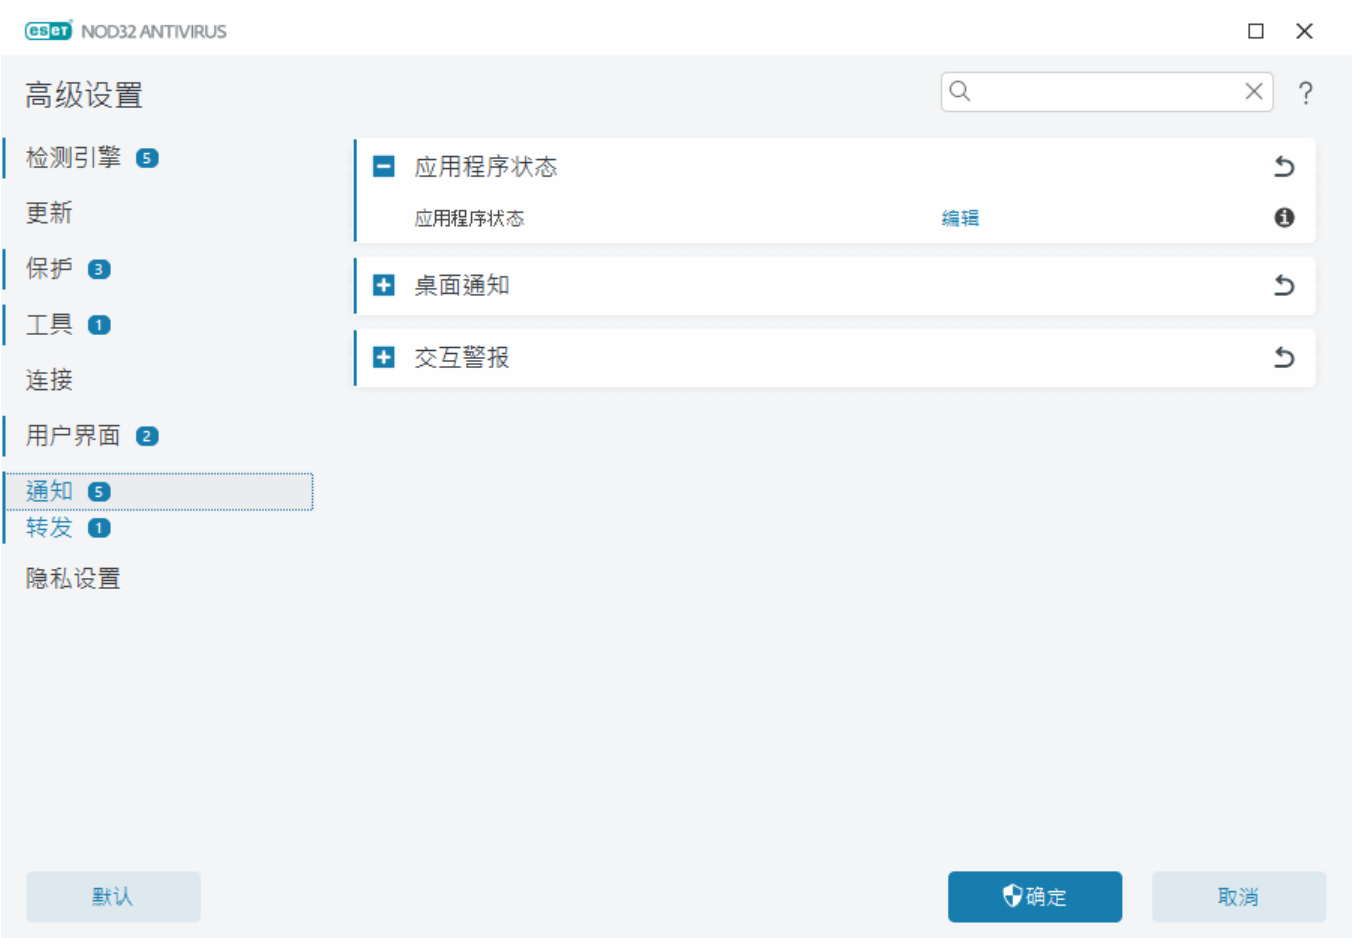 eset NOD32 ANTIVIRUS
高级设置
?
检测引擎 5
更新
保护 3
工具 1
连接
用户界面 2
通知 5
转发 1
隐私设置
应用程序状态
应用程序状态 编辑
桌面通知
交互警报
默认
确定
取消